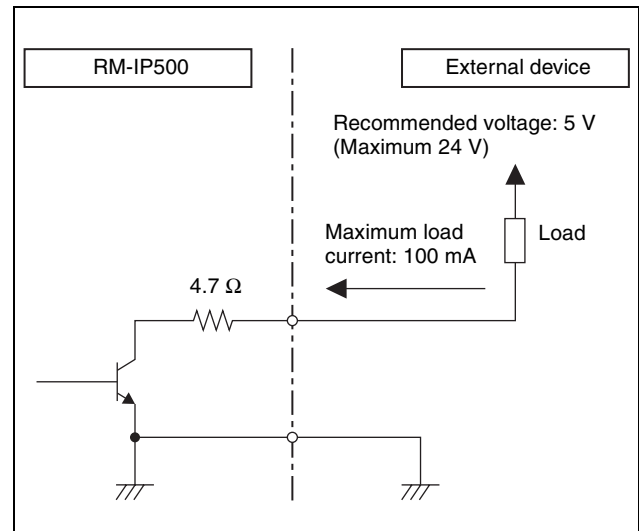 RM-IP500
External device
Recommended voltage: 5 V
(Maximum 24 V)
Maximum load
current: 100 mA
Load
4.7 Ω